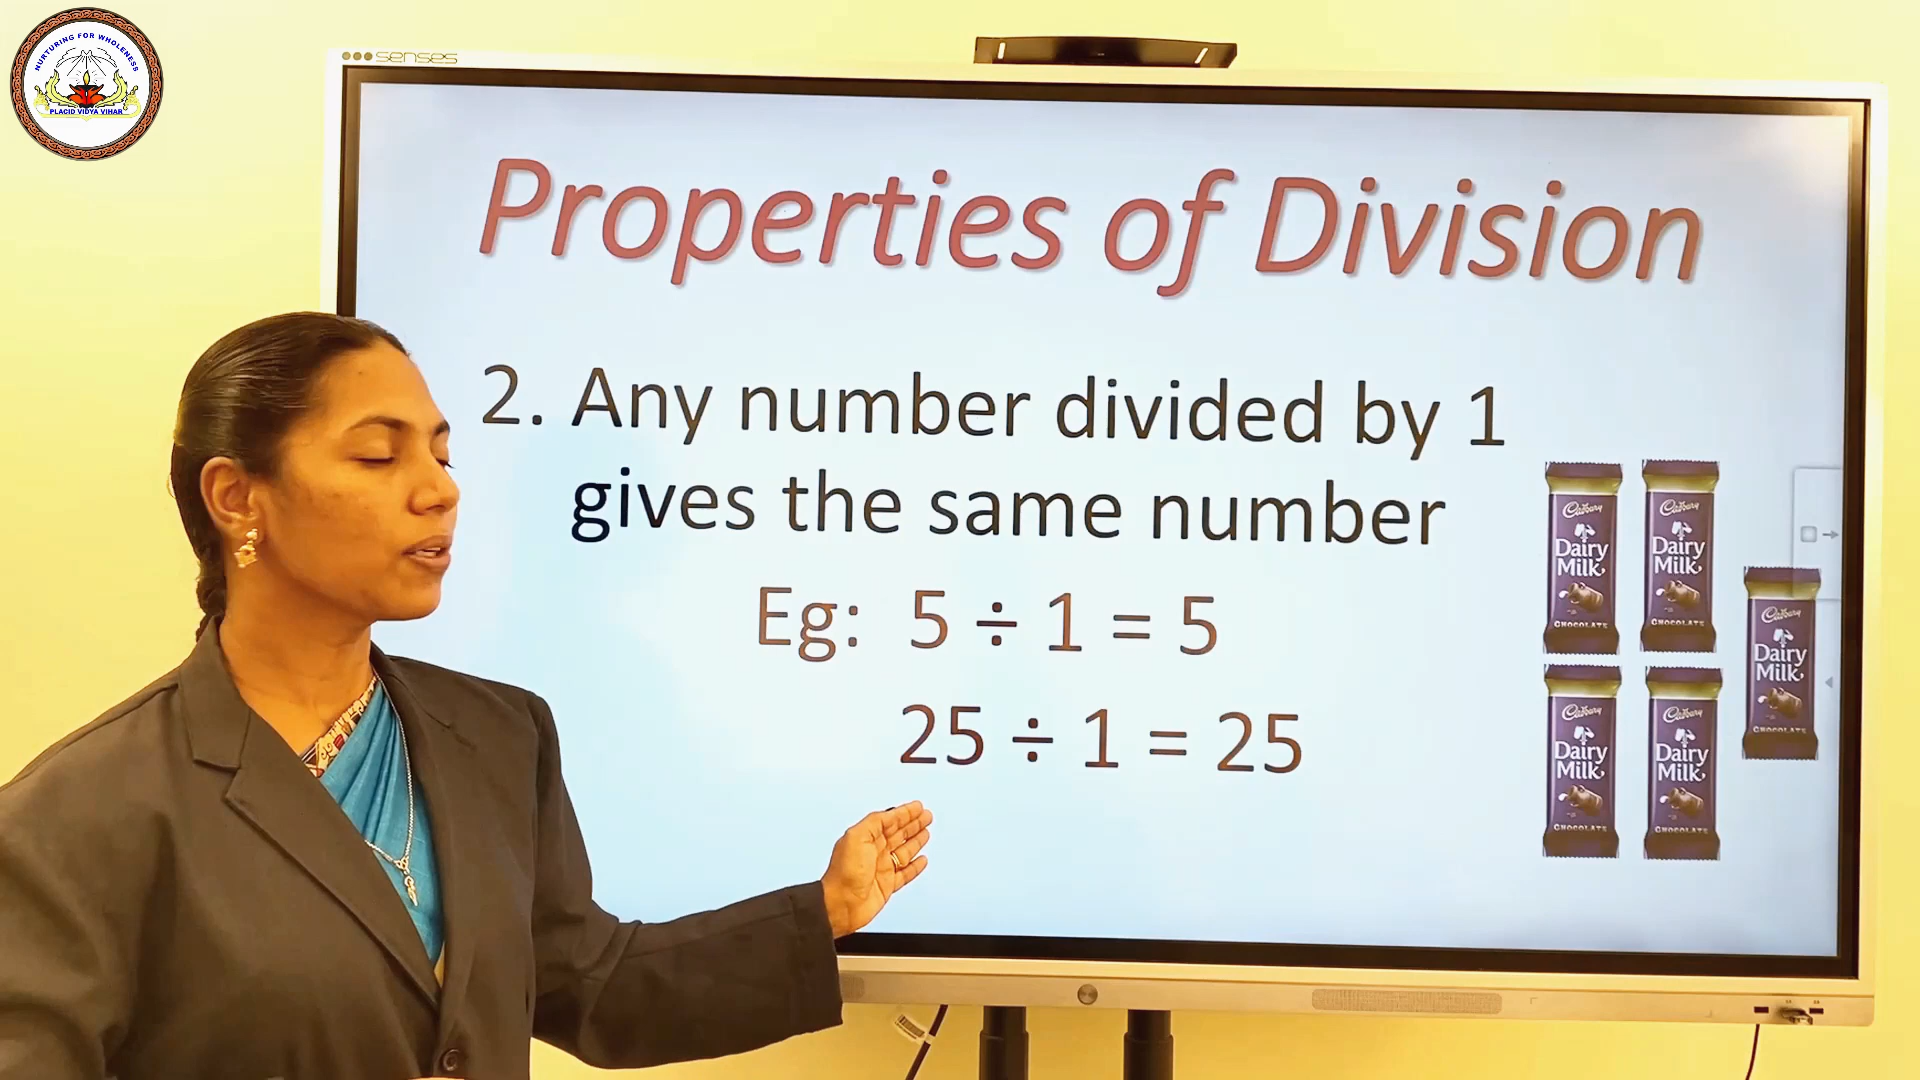 NURTURING FOR WHOLENESS
PLACID VIDYA VIHAR
senses
Properties of Division
2. Any number divided by 1
gives the same number
Eg: 5 ÷ 1 = 5
25 ÷ 1 = 25
Cadbury
Dairy
Milk
CHOCOLATE
Cadbury
Dairy
Milk
CHOCOLATE
Cadbury
Dairy
Milk
CHOCOLATE
Cadbury
Dairy
Milk
CHOCOLATE
Cadbury
Dairy
Milk
CHOCOLATE